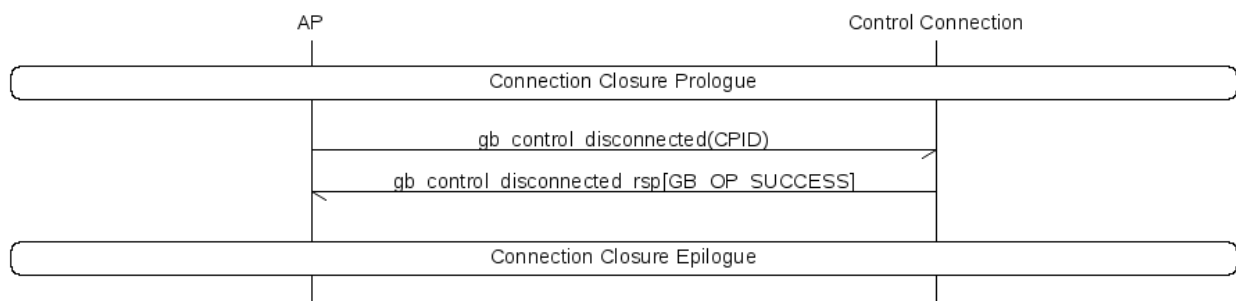 AP Control Connection
Connection Closure Prologue
gb_control_disconnected(CPID)
gb_control_disconnected_rsp[GB_OP_SUCCESS]
Connection Closure Epilogue